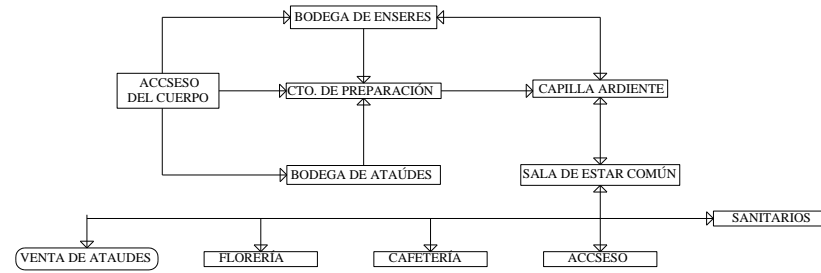 BODEGA DE ENSERES
ACCSESO
DEL CUERPO
CTO. DE PREPARACIÓN
CAPILLA ARDIENTE
BODEGA DE ATAÚDES
SALA DE ESTAR COMÚN
SANITARIOS
VENTA DE ATAUDES
FLORERÍA
CAFETERÍA
ACCSESO